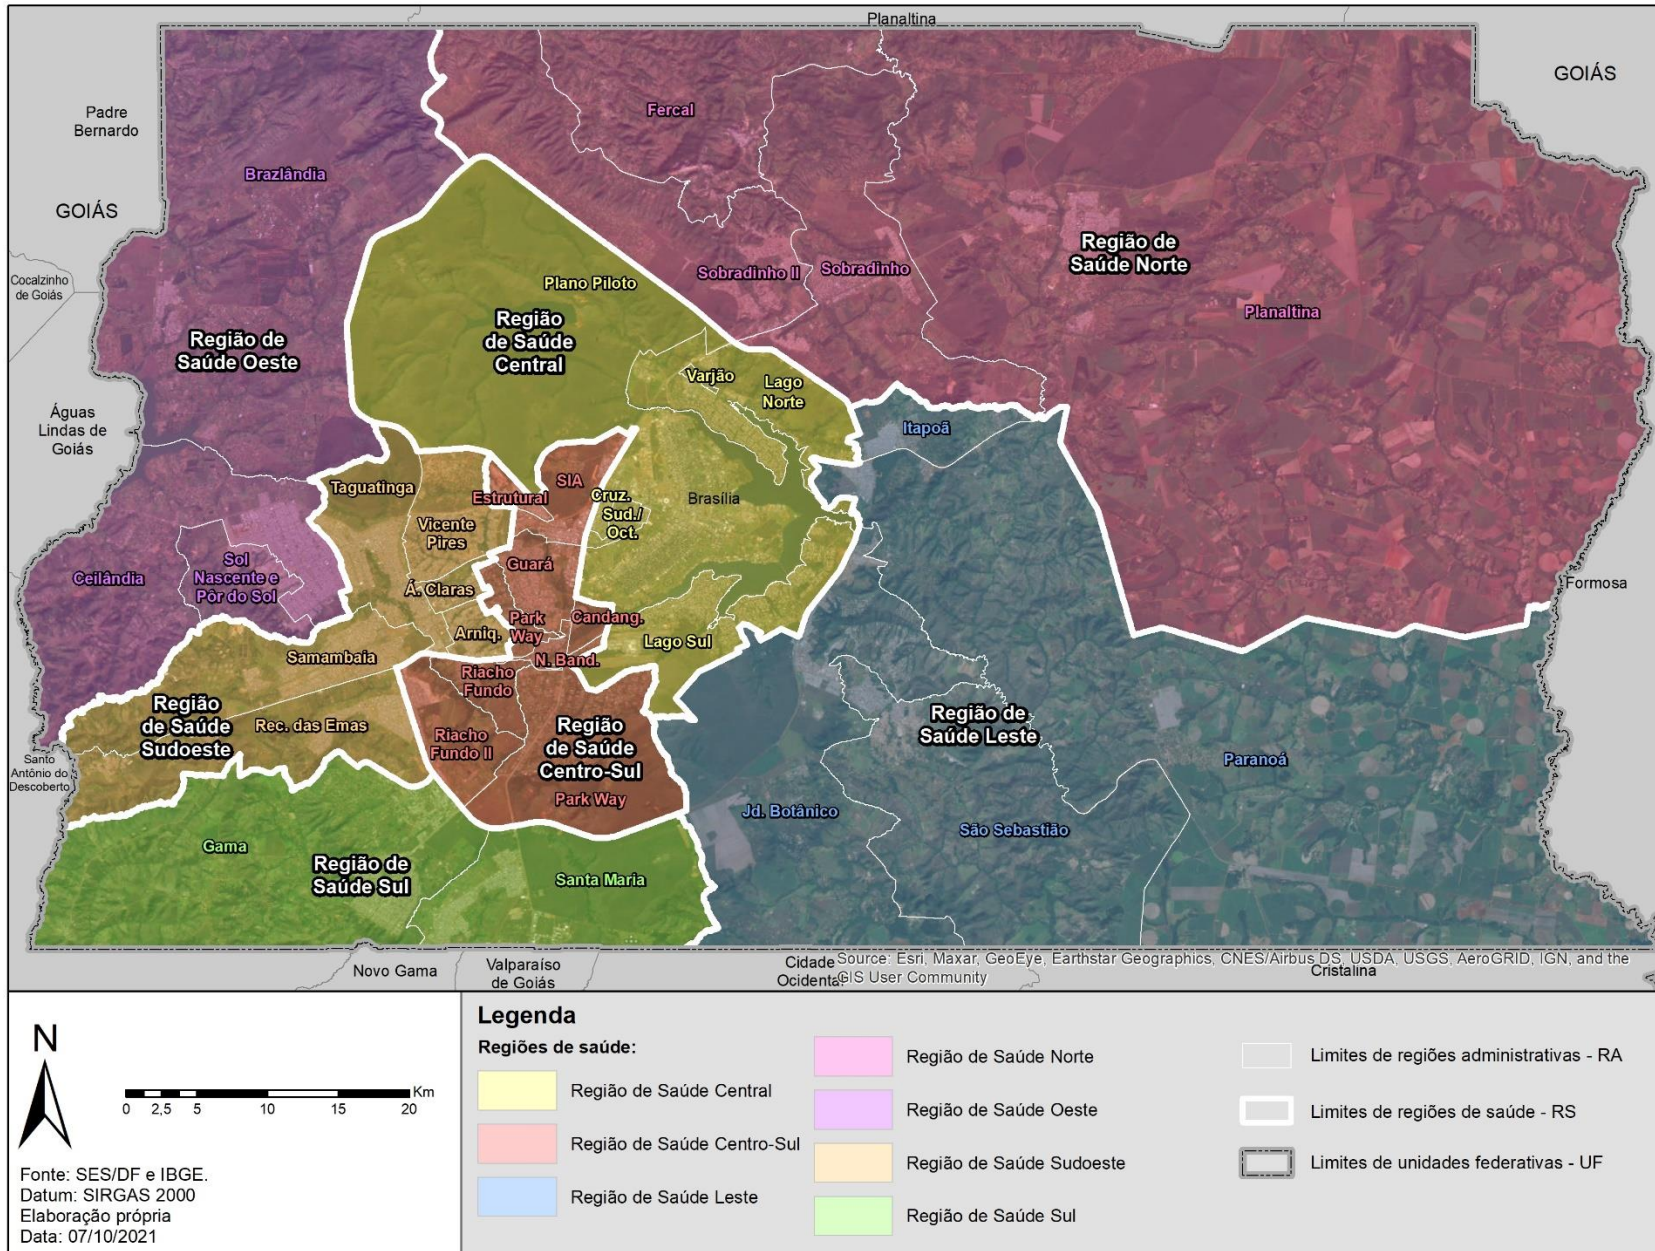 Planaltina
GOIÁS
Padre
Bernardo
Fercal
Brazlândia
GOIÁS
Região de
Saúde Norte
Sobradinho II
Sobradinho
Cocalzinho
de Goiás
Plano Piloto
Planaltina
Região
de Saúde
Central
Região de
Saúde Oeste
Varjão
Lago
Norte
Águas
Lindas de
Goiás
Itapoã
Taguatinga
Estrutural
SIA
Cruz.
Sud./
Oct.
Brasília
Vicente
Pires
Guará
Ceilândia
Sol
Nascente e
Pôr do Sol
Formosa
Á. Claras
Park
Way
Candang.
Arniq.
Lago Sul
Samambaia
N. Band.
Riacho
Fundo
Região
de Saúde
Sudoeste
Rec. das Emas
Riacho
Fundo II
Região
de Saúde
Centro-Sul
Região de
Saúde Leste
Santo
Antônio do
Descoberto
Paranoá
Park Way
Jd. Botânico
São Sebastião
Gama
Região de
Saúde Sul
Santa Maria
Novo Gama
Valparaíso
de Goiás
Cidade
Ocidental
Cristalina
Source: Esri, Maxar, GeoEye, Earthstar Geographics, CNES/Airbus DS, USDA, USGS, AeroGRID, IGN, and the
GIS User Community
N
Km
0 2,5 5 10 15 20
Fonte: SES/DF e IBGE.
Datum: SIRGAS 2000
Elaboração própria
Data: 07/10/2021
Legenda
Regiões de saúde:
Região de Saúde Central
Região de Saúde Centro-Sul
Região de Saúde Leste
Região de Saúde Norte
Região de Saúde Oeste
Região de Saúde Sudoeste
Região de Saúde Sul
Limites de regiões administrativas - RA
Limites de regiões de saúde - RS
Limites de unidades federativas - UF